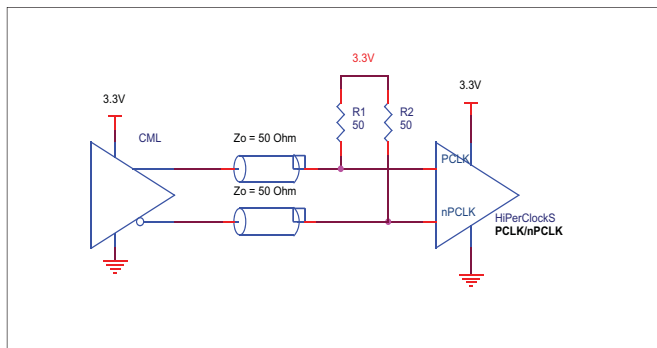 3.3V
3.3V
3.3V
R1
50
R2
50
CML
Zo = 50 Ohm
PCLK
Zo = 50 Ohm
nPCLK
HiPerClockS
PCLK/nPCLK